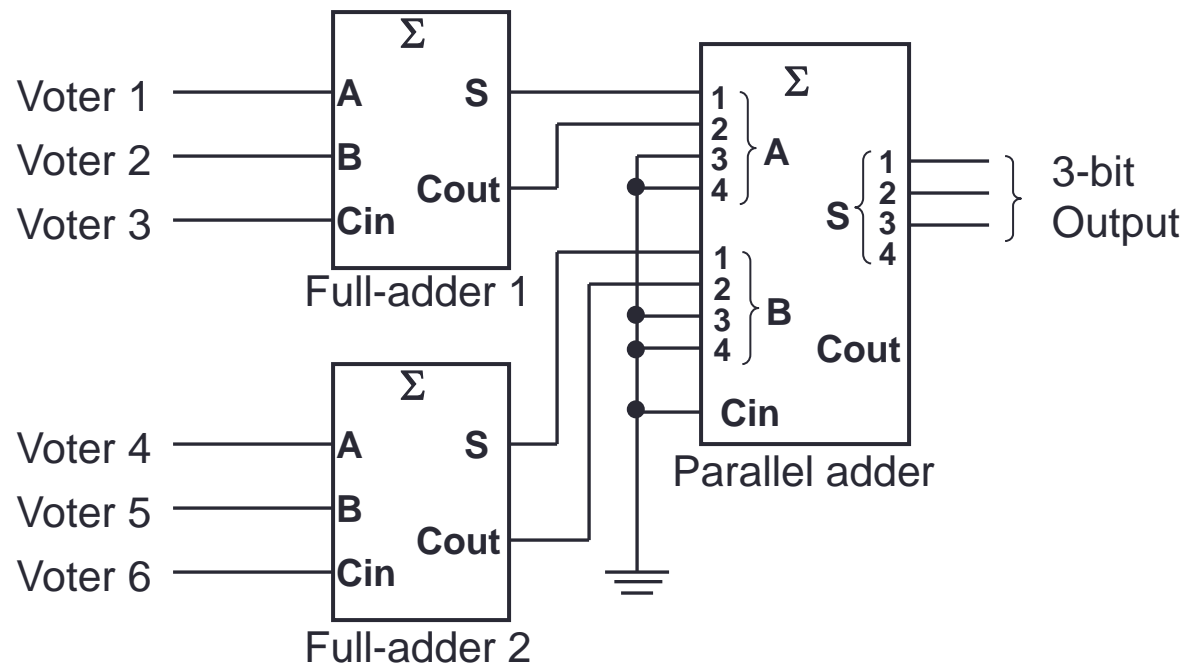 Σ
Voter 1
A
S
Voter 2
B
Cout
Voter 3
Cin
Full-adder 1
Σ
Voter 4
A
S
Voter 5
B
Cout
Voter 6
Cin
Full-adder 2
Σ
1
2
3
4
A
1
2
3
4
B
Cin
S
1
2
3
4
Cout
Parallel adder
3-bit
Output